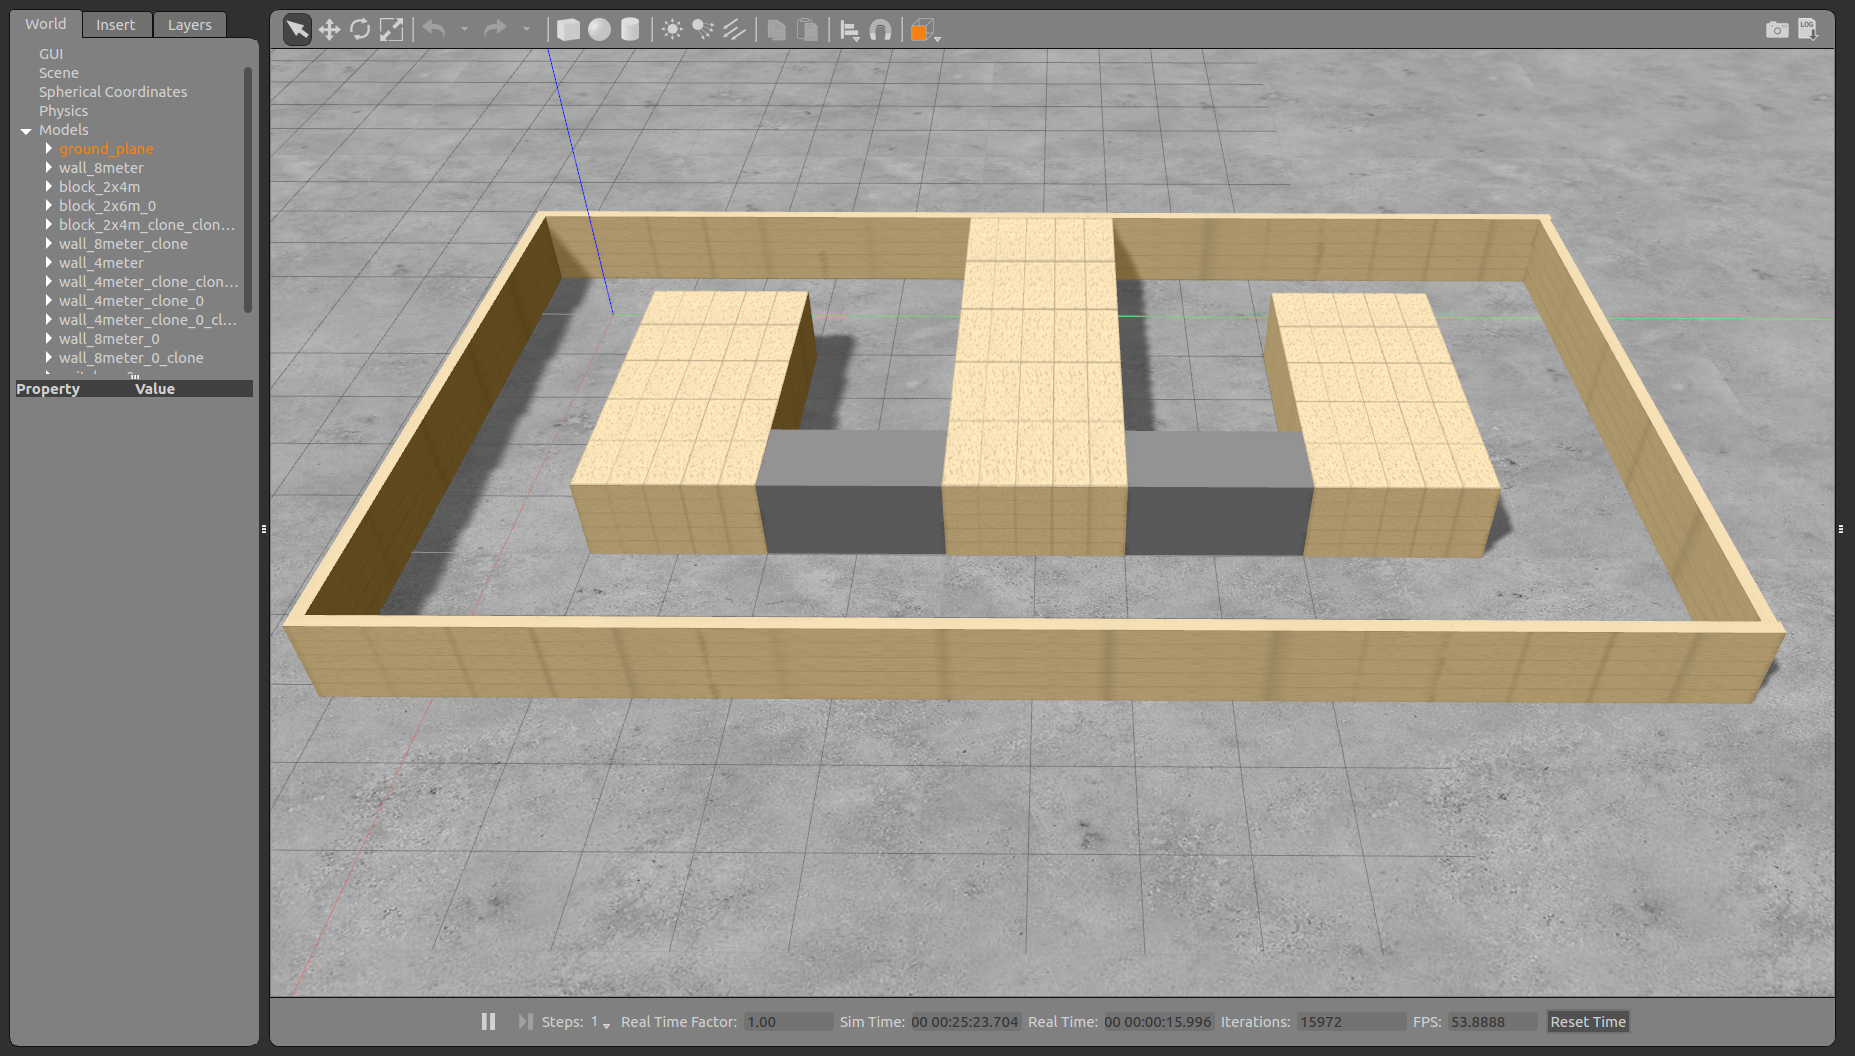 World Insert Layers
LOG
GUI
Scene
Spherical Coordinates
Physics
Models
ground_plane
wall_8meter
block_2x4m
block_2x6m_0
block_2x4m_clone_clon...
wall_8meter_clone
wall_4meter
wall_4meter_clone_clon...
wall_4meter_clone_0
wall_4meter_clone_0_cl...
wall_8meter_0
wall_8meter_0_clone
Property Value
Steps: 1 Real Time Factor: 1.00 Sim Time: 00 00:25:23.704 Real Time: 00 00:00:15.996 Iterations: 15972 FPS: 53.8888 Reset Time